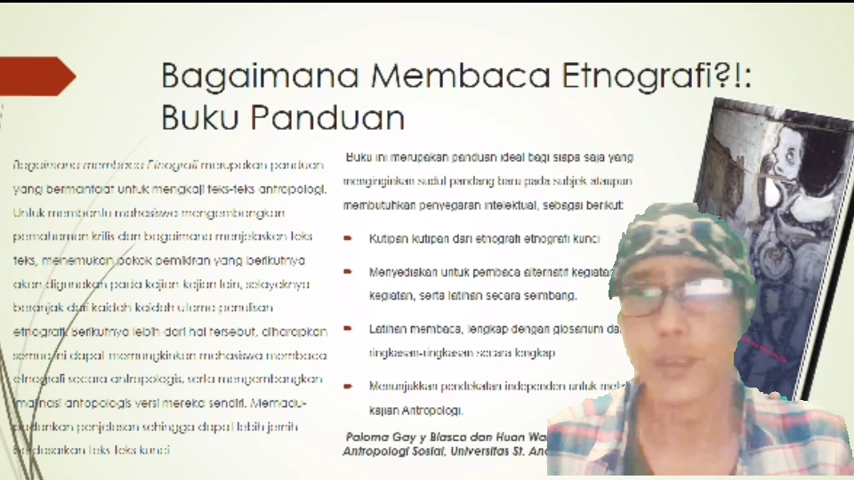 Bagaimana Membaca Etnografi?!:
Buku Panduan
Bagaimana membaca Etnografi merupakan panduan
yang bermanfaat untuk mengkaji teks-teks antropologi.
Untuk membantu mahasiswa mengembangkan
pemahaman kritis dan bagaimana menjelaskan teks
teks, menemukan pokok pemikiran yang berikutnya
akan digunakan pada kajian kajian lain, selayaknya
beranjak dari kaidah kaidah utama penulisan
etnografi. Berikutnya lebih dari hal tersebut, diharapkan
semua ini dapat memungkinkan mahasiswa membaca
etnografi secara antropologis, serta mengembangkan
imajinasi antopologis versi mereka sendiri. Memadu-
padankan penjelasan sehingga dapat lebih jernih
berdasarkan teks teks kunci
Buku ini merupakan panduan ideal bagi siapa saja yang
menginginkan sudut pandang baru pada subjek ataupun
membutuhkan penyegaran intelektual, sebagai berikut:
Kutipan kutipan dari etnografi etnografi kunci
Menyediakan untuk pembaca alternatif kegiatan
kegiatan, serta latihan secara seimbang.
Latihan membaca, lengkap dengan glosarium
ringkasan-ringkasan secara lengkap
Menunjukkan pendekatan independen untuk
kajian Antropologi.
Paloma Gay y Blasco dan Huan
Antropologi Sosial, Universitas St.